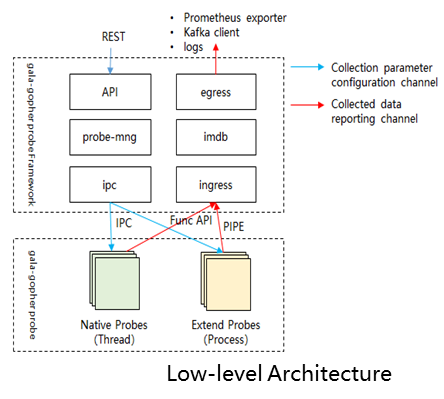 • Prometheus exporter
• Kafka client
• logs
REST
Collection parameter
configuration channel
Collected data
reporting channel
gala-gopher probe Framework
API
egress
probe-mng
imdb
ipc
ingress
IPC
Func API
PIPE
gala-gopher probe
Native Probes
(Thread)
Extend Probes
(Process)
Low-level Architecture